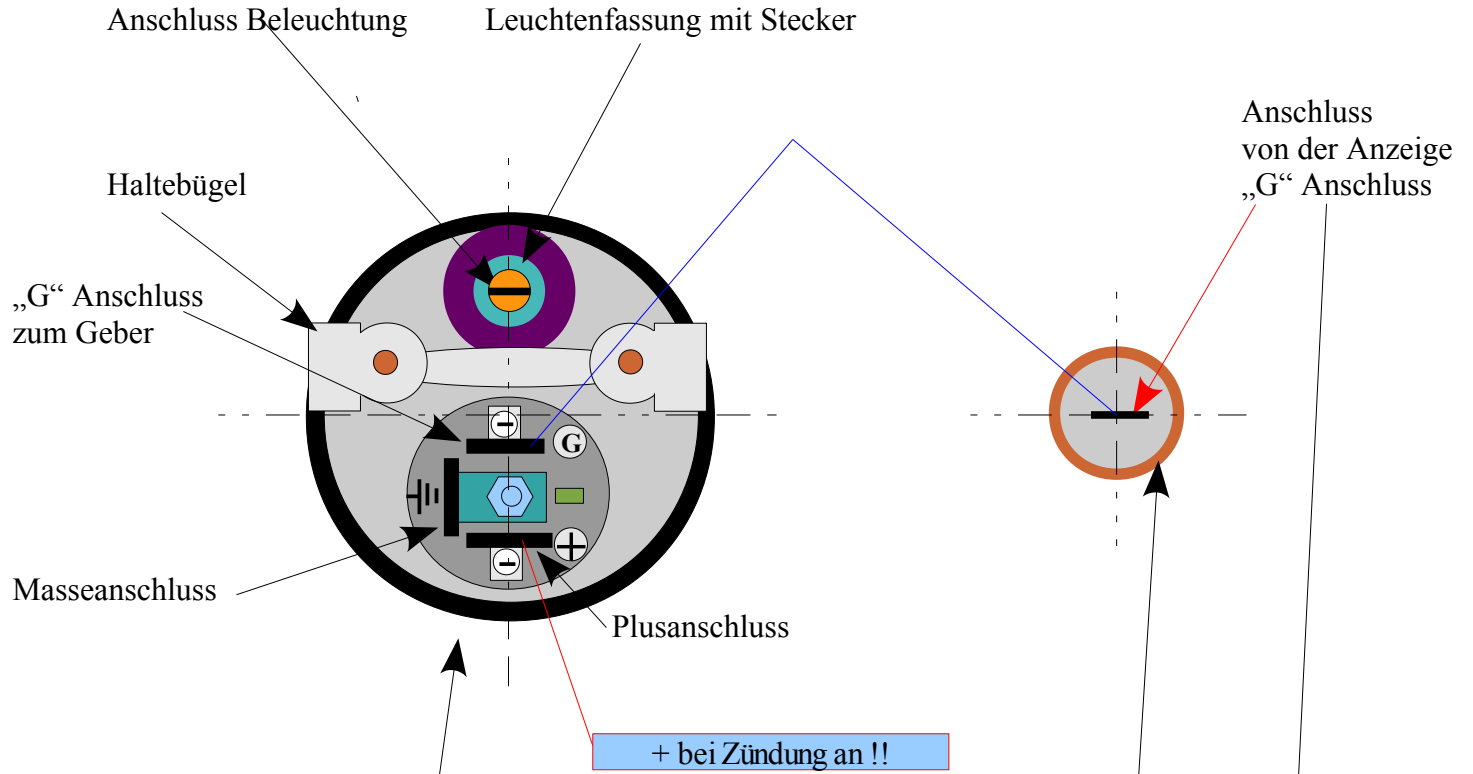 Anschluss Beleuchtung
Leuchtenfassung mit Stecker
Anschluss
von der Anzeige
„G“ Anschluss
Haltebügel
„G“ Anschluss
zum Geber
G
+
Masseanschluss
Plusanschluss
+ bei Zündung an !!